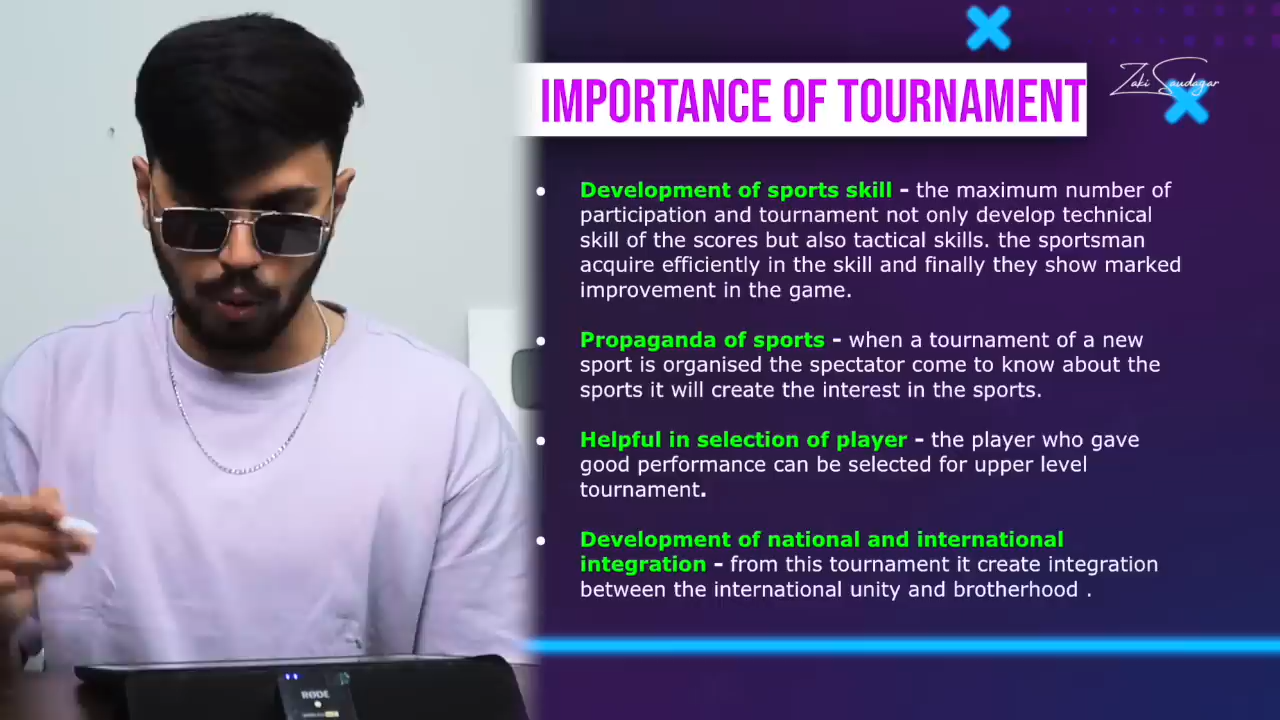 IMPORTANCE OF TOURNAMENT
Zaki Saudagar
Development of sports skill - the maximum number of
participation and tournament not only develop technical
skill of the scores but also tactical skills. the sportsman
acquire efficiently in the skill and finally they show marked
improvement in the game.
Propaganda of sports - when a tournament of a new
sport is organised the spectator come to know about the
sports it will create the interest in the sports.
Helpful in selection of player - the player who gave
good performance can be selected for upper level
tournament.
Development of national and international
integration - from this tournament it create integration
between the international unity and brotherhood .
RØDE